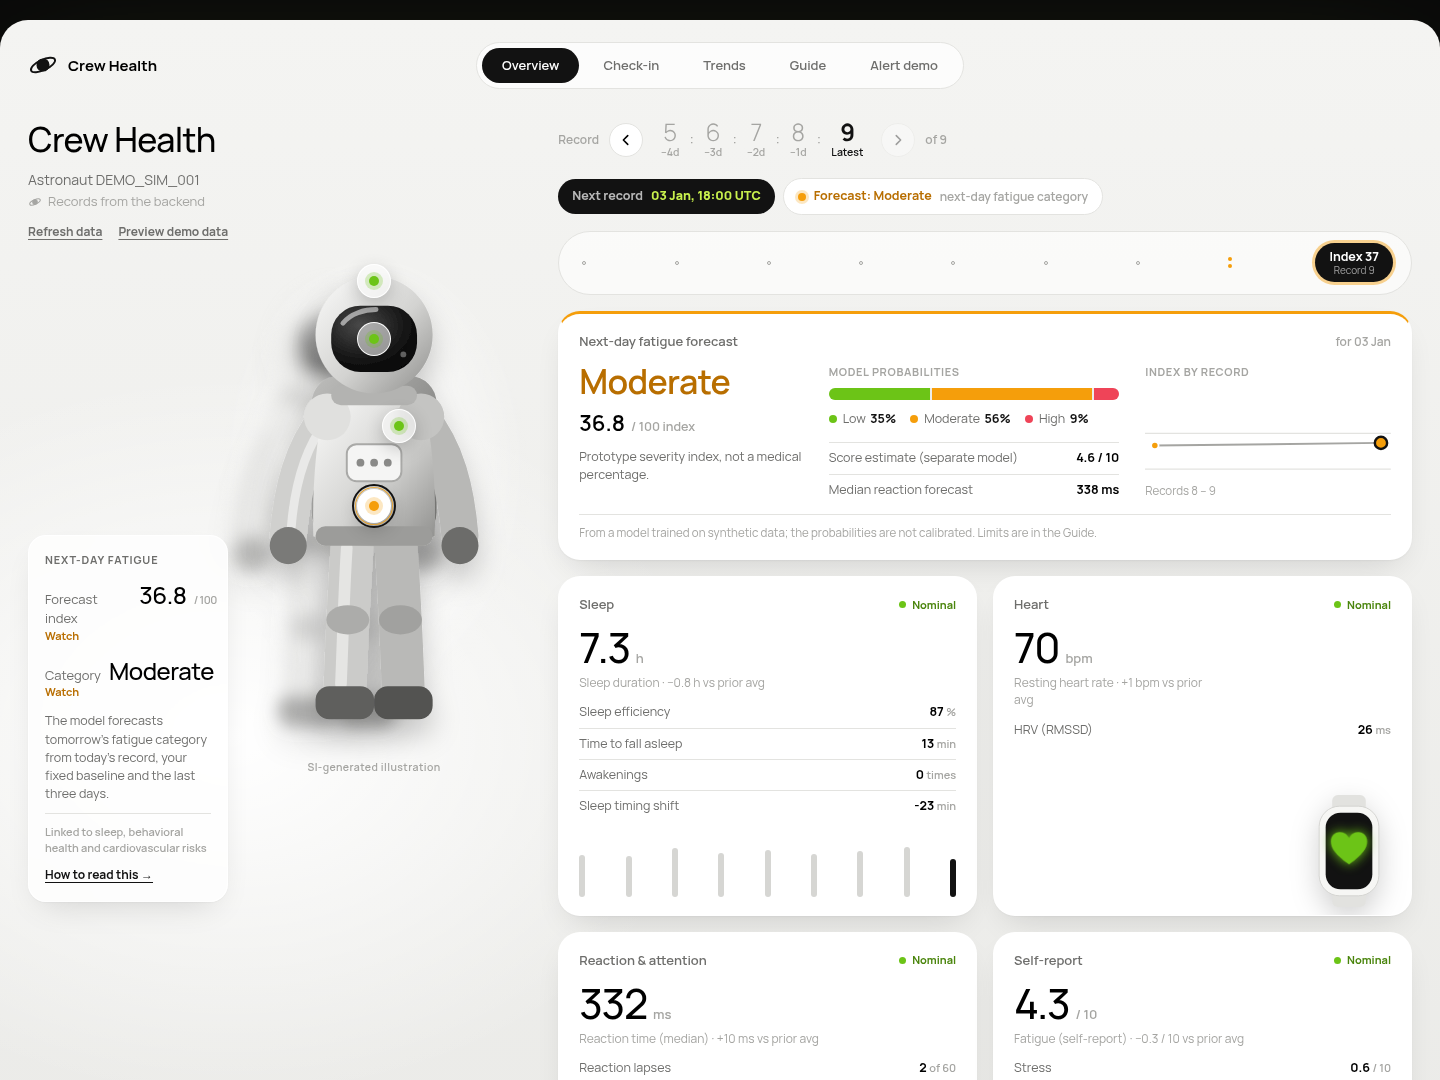 Crew Health
Overview
Check-in
Trends
Guide
Alert demo
Crew Health
Astronaut DEMO_SIM_001
Records from the backend
Refresh data
Preview demo data
Record
5 : 6 : 7 : 8 : 9
−4d −3d −2d −1d Latest
of 9
Next record 03 Jan, 18:00 UTC
Forecast: Moderate next-day fatigue category
Index 37
Record 9
Next-day fatigue forecast
for 03 Jan
Moderate
36.8 / 100 index
Prototype severity index, not a medical
percentage.
MODEL PROBABILITIES
Low 35% Moderate 56% High 9%
Score estimate (separate model) 4.6 / 10
Median reaction forecast 338 ms
INDEX BY RECORD
Records 8 – 9
From a model trained on synthetic data; the probabilities are not calibrated. Limits are in the Guide.
NEXT-DAY FATIGUE
Forecast 36.8 / 100
index
Watch
Category Moderate
Watch
The model forecasts
tomorrow's fatigue category
from today's record, your
fixed baseline and the last
three days.
Linked to sleep, behavioral
health and cardiovascular risks
How to read this →
SI-generated illustration
Sleep
Nominal
7.3 h
Sleep duration · −0.8 h vs prior avg
Sleep efficiency 87 %
Time to fall asleep 13 min
Awakenings 0 times
Sleep timing shift -23 min
Heart
Nominal
70 bpm
Resting heart rate · +1 bpm vs prior
avg
HRV (RMSSD) 26 ms
Reaction & attention
Nominal
332 ms
Reaction time (median) · +10 ms vs prior avg
Reaction lapses 2 of 60
Self-report
Nominal
4.3 / 10
Fatigue (self-report) · −0.3 / 10 vs prior avg
Stress 0.6 / 10